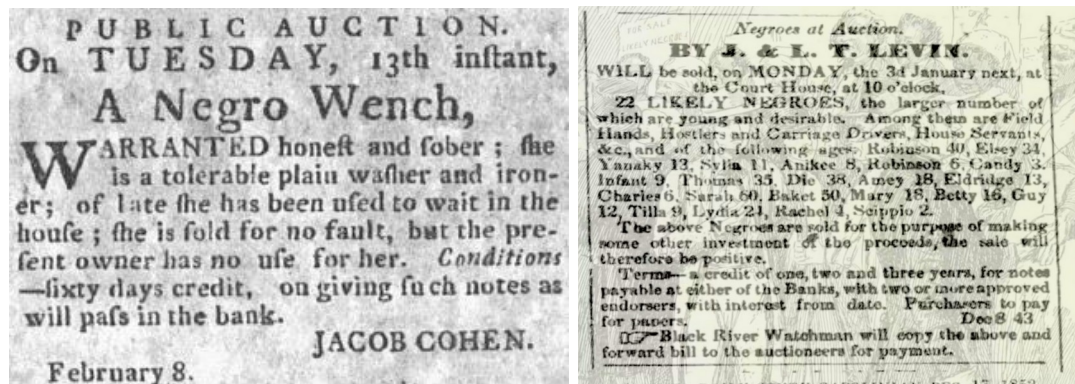 PUBLIC AUCTION.
On TUESDAY, 13th inſtant,
A Negro Wench,
WARRANTED honeſt and ſober ; ſhe
is a tolerable plain waſher and iron-
er; of late ſhe has been uſed to wait in the
houſe ; ſhe is ſold for no fault, but the pre-
ſent owner has no uſe for her. Conditions
—ſixty days credit, on giving ſuch notes as
will paſs in the bank.
JACOB COHEN.
February 8.
Negroes at Auction.
BY J. & L. T. LEVIN.
WILL be sold, on MONDAY, the 3d January next, at
the Court House, at 10 o'clock,
22 LIKELY NEGROES, the larger number of
which are young and desirable. Among them are Field
Hands, Hostlers and Carriage Drivers, House Servants,
&c., and of the following ages: Robinson 40, Elsey 34,
Yanaky 13, Sylla 11, Anikee 8, Robinson 6, Candy 3,
Infant 9, Thomas 35, Die 38, Amey 18, Eldridge 13,
Charles 6, Sarah 60, Baket 50, Mary 18, Betty 16, Guy
12, Tilla 9, Lydia 24, Rachel 4, Scippio 2.
The above Negroes are sold for the purpose of making
some other investment of the proceeds, the sale will
therefore be positive.
Terms—a credit of one, two and three years, for notes
payable at either of the Banks, with two or more approved
endorsers, with interest from date. Purchasers to pay
for papers. Dec 8 43
☞Black River Watchman will copy the above and
forward bill to the auctioneers for payment.
FOR SALE